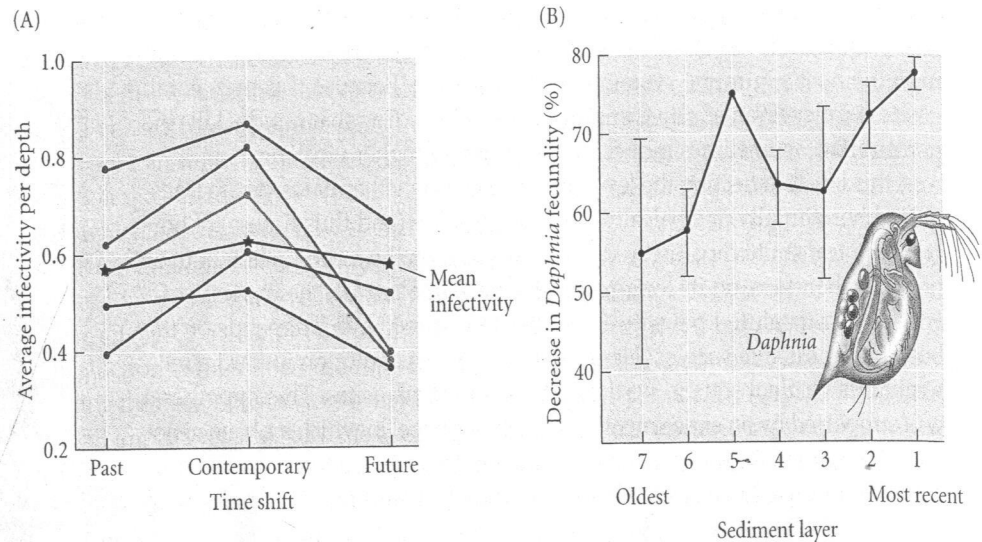 (A)
1.0
0.8
0.6
0.4
0.2
Average infectivity per depth
Past
Contemporary
Future
Time shift
Mean
infectivity
(B)
80
70
60
50
40
Decrease in Daphnia fecundity (%)
Daphnia
7
6
5
4
3
2
1
Oldest
Most recent
Sediment layer